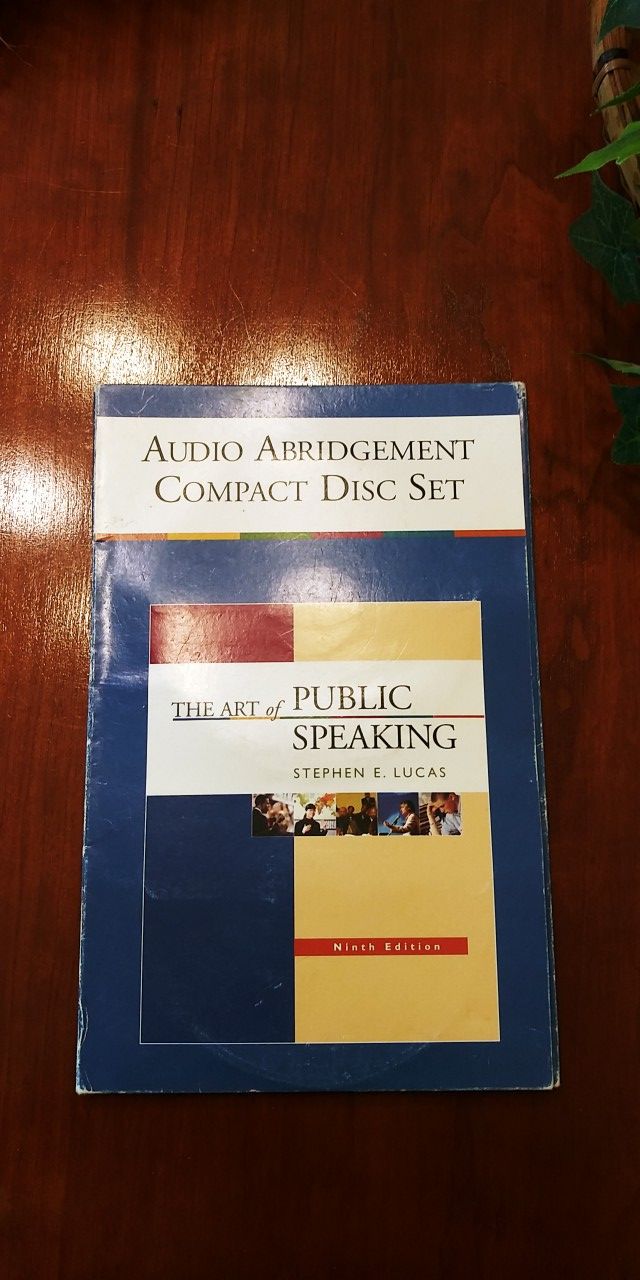 AUDIO ABRIDGEMENT
COMPACT DISC SET
THE ART of PUBLIC
SPEAKING
STEPHEN E. LUCAS
Ninth Edition